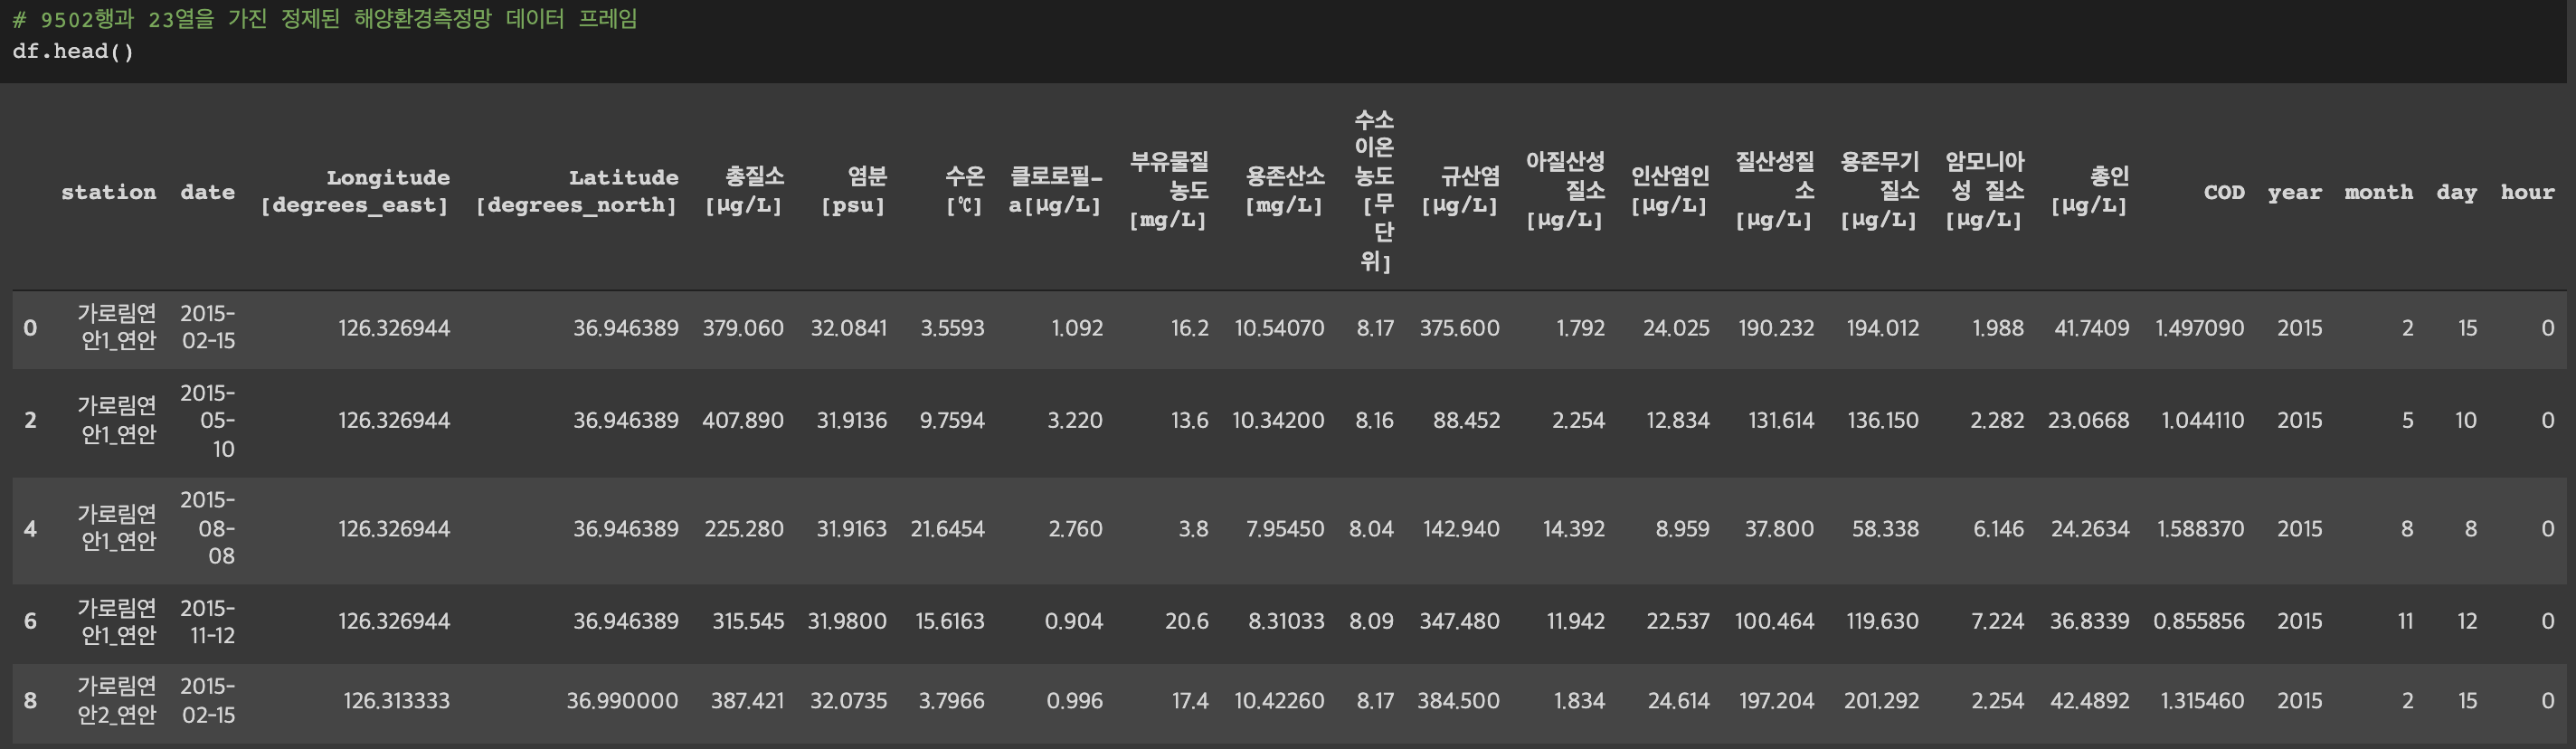 # 9502행과 23열을 가진 정제된 해양환경측정망 데이터 프레임
df.head()
station date Longitude [degrees_east] Latitude [degrees_north] 총질소 [μg/L] 염분 [psu] 수온 [℃] 클로로필-a[μg/L] 부유물질 농도 [mg/L] 용존산소 [mg/L] 수소이온농도 [무단위] 규산염 [μg/L] 아질산성 질소 [μg/L] 인산염인 [μg/L] 질산성질소 [μg/L] 용존무기질소 [μg/L] 암모니아성 질소 [μg/L] 총인 [μg/L] COD year month day hour
0 가로림연안1_연안 2015-02-15 126.326944 36.946389 379.060 32.0841 3.5593 1.092 16.2 10.54070 8.17 375.600 1.792 24.025 190.232 194.012 1.988 41.7409 1.497090 2015 2 15 0
2 가로림연안1_연안 2015-05-10 126.326944 36.946389 407.890 31.9136 9.7594 3.220 13.6 10.34200 8.16 88.452 2.254 12.834 131.614 136.150 2.282 23.0668 1.044110 2015 5 10 0
4 가로림연안1_연안 2015-08-08 126.326944 36.946389 225.280 31.9163 21.6454 2.760 3.8 7.95450 8.04 142.940 14.392 8.959 37.800 58.338 6.146 24.2634 1.588370 2015 8 8 0
6 가로림연안1_연안 2015-11-12 126.326944 36.946389 315.545 31.9800 15.6163 0.904 20.6 8.31033 8.09 347.480 11.942 22.537 100.464 119.630 7.224 36.8339 0.855856 2015 11 12 0
8 가로림연안2_연안 2015-02-15 126.313333 36.990000 387.421 32.0735 3.7966 0.996 17.4 10.42260 8.17 384.500 1.834 24.614 197.204 201.292 2.254 42.4892 1.315460 2015 2 15 0